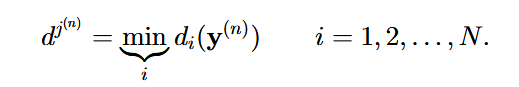 $d^{j^{(n)}} = \underbrace{\min}_{i} d_i(\mathbf{y}^{(n)}) \qquad i = 1, 2, \ldots, N.$